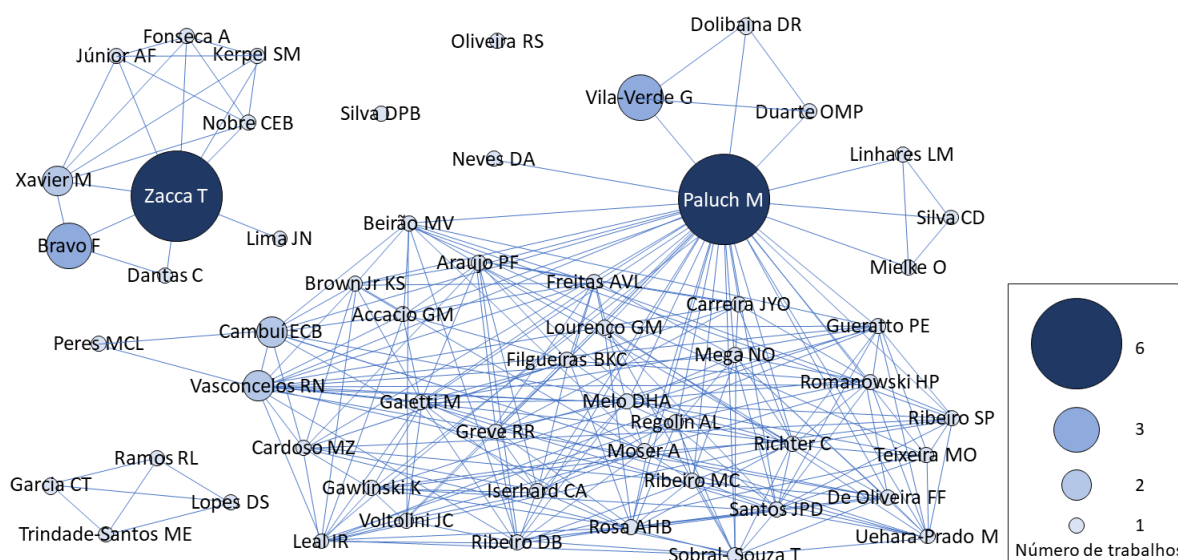 Fonseca A
Júnior AF
Kerpel SM
Nobre CEB
Xavier M
Zacca T
Bravo F
Lima JN
Dantas C
Oliveira RS
Silva DPB
Neves DA
Dolibaina DR
Vila-Verde G
Duarte OMP
Paluch M
Linhares LM
Silva CD
Mielke O
Beirão MV
Araujo PF
Brown Jr KS
Freitas AVL
Accacio GM
Carreira JYO
Cambuí ECB
Lourenço GM
Gueratto PE
Peres MCL
Filgueiras BKC
Mega NO
Vasconcelos RN
Romanowski HP
Galetti M
Melo DHA
Regolin AL
Ribeiro SP
Greve RR
Cardoso MZ
Moser A
Richter C
Teixeira MO
Gawlinski K
Iserhard CA
Ribeiro MC
De Oliveira FF
Voltolini JC
Rosa AHB
Santos JPD
Leal IR
Ribeiro DB
Sobral-Souza T
Uehara-Prado M
Ramos RL
Garcia CT
Lopes DS
Trindade-Santos ME
6
3
2
1
Número de trabalhos